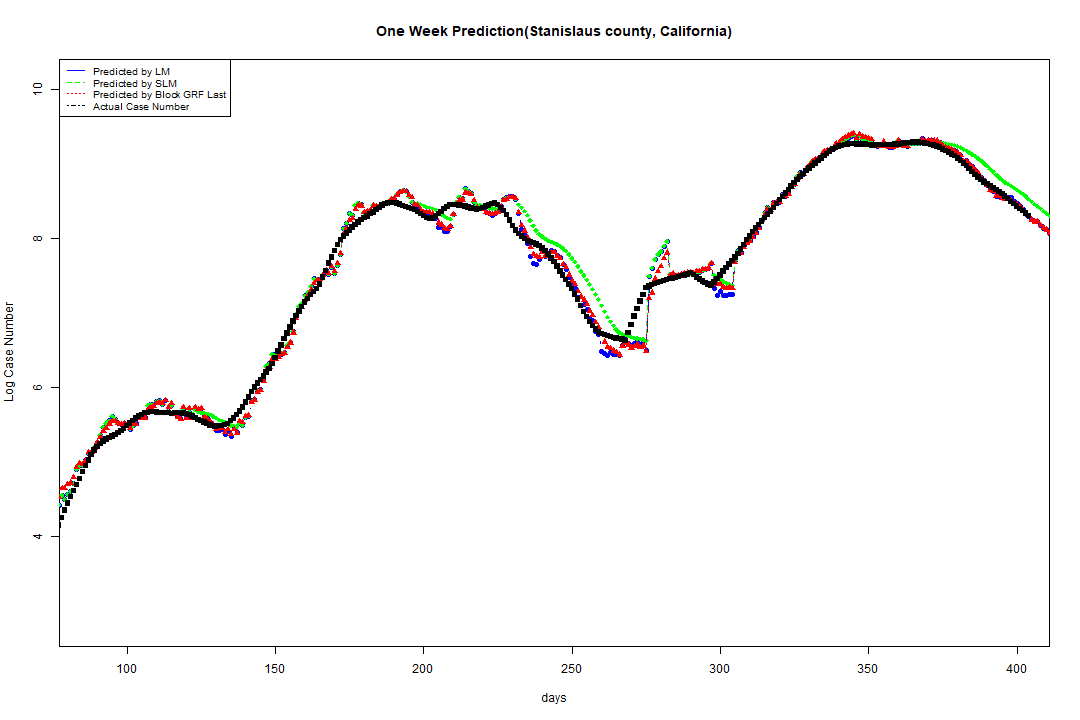 One Week Prediction(Stanislaus county, California)
Predicted by LM
Predicted by SLM
Predicted by Block GRF Last
Actual Case Number
10
8
6
4
Log Case Number
100 150 200 250 300 350 400
days